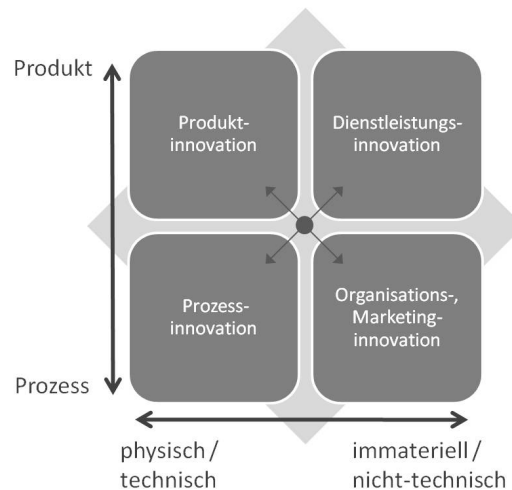 Produkt
Produkt-
innovation
Dienstleistungs-
innovation
Prozess-
innovation
Organisations-,
Marketing-
innovation
Prozess
physisch /
technisch
immateriell /
nicht-technisch